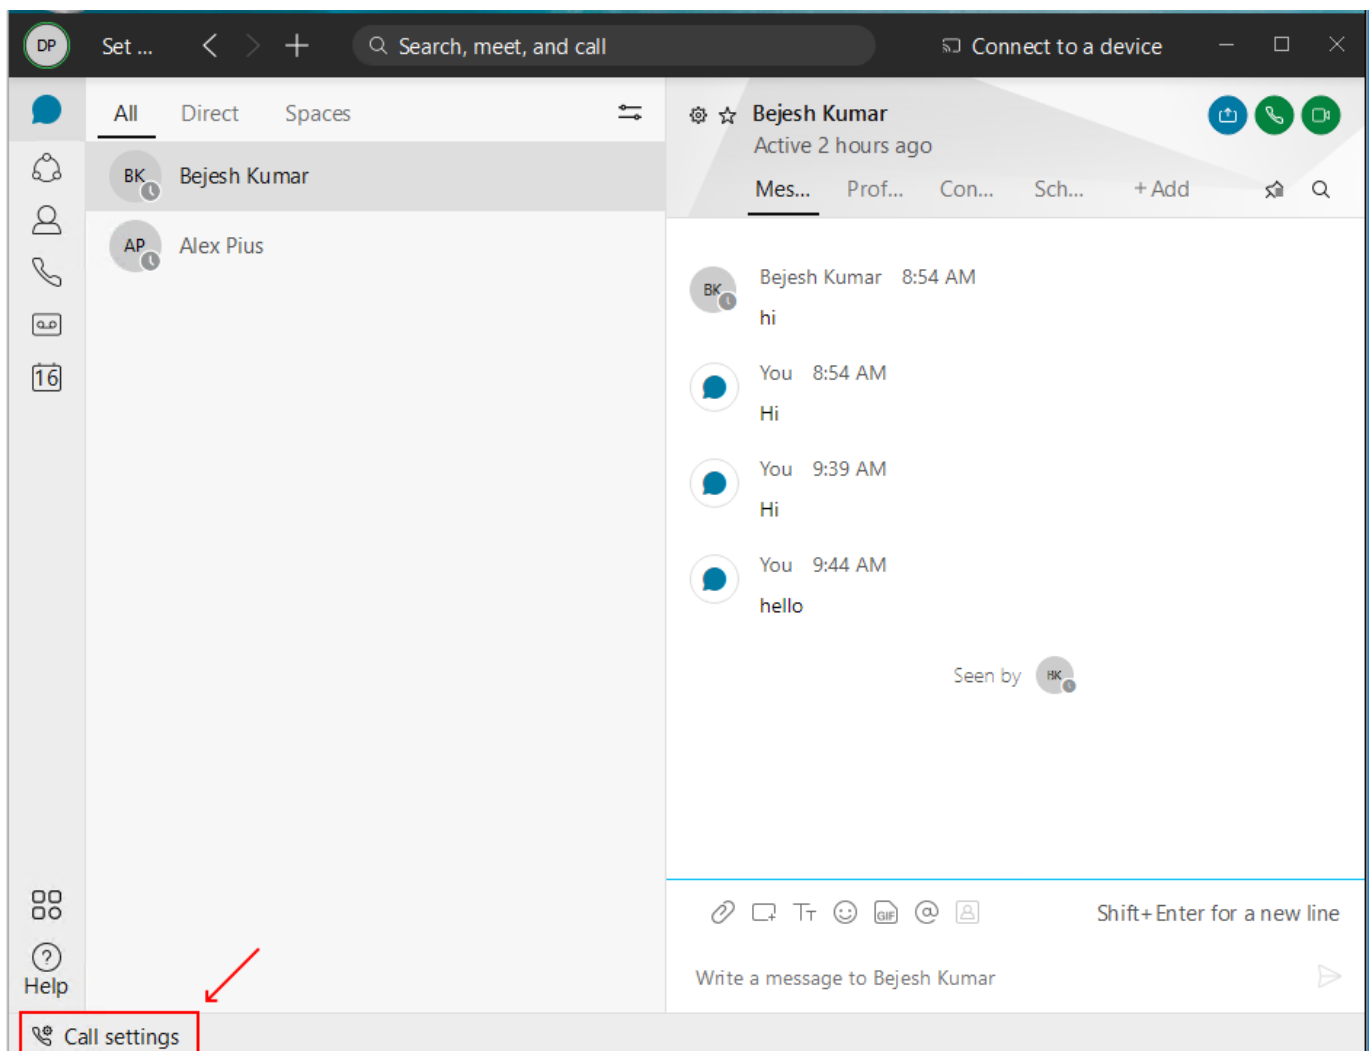 DP Set ... Search, meet, and call Connect to a device
All Direct Spaces
BK Bejesh Kumar
AP Alex Pius
16
Help
Call settings
Bejesh Kumar
Active 2 hours ago
Mes... Prof... Con... Sch... + Add
BK Bejesh Kumar 8:54 AM
hi
You 8:54 AM
Hi
You 9:39 AM
Hi
You 9:44 AM
hello
Seen by BK
GIF Shift+Enter for a new line
Write a message to Bejesh Kumar